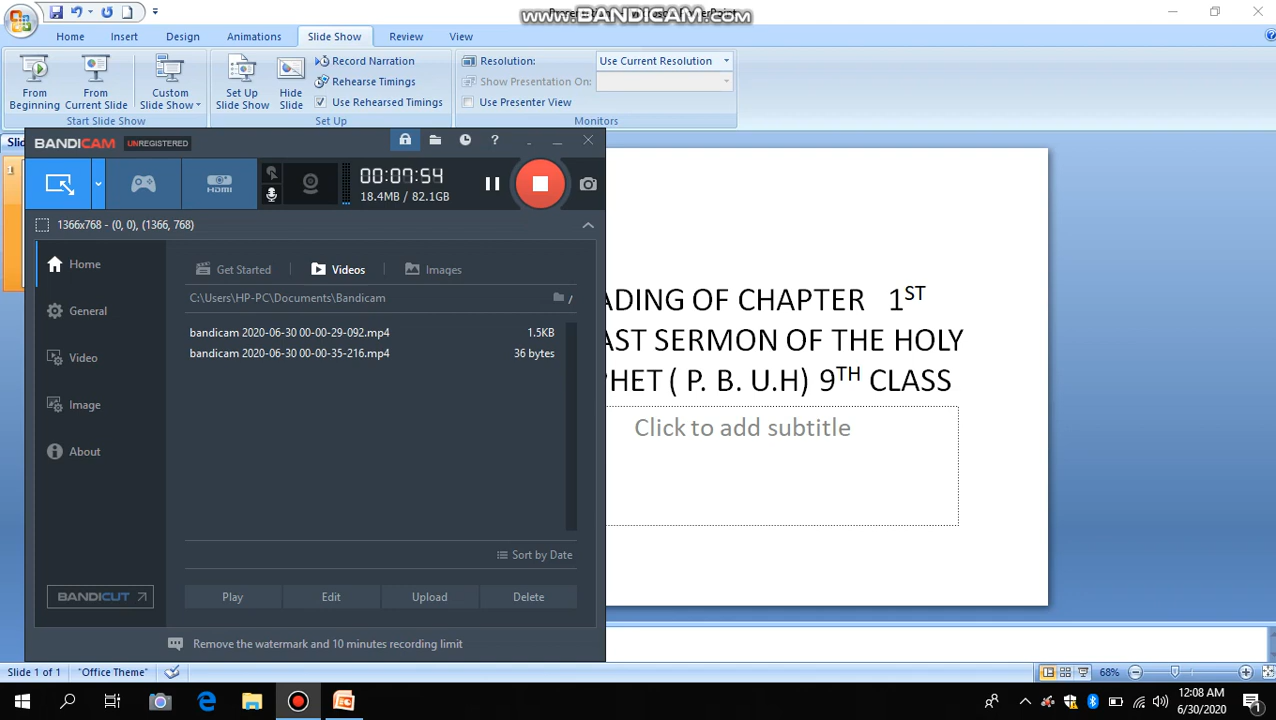 www.BANDICAM.com
Home
Insert
Design
Animations
Slide Show
Review
View
From Beginning
From Current Slide
Custom Slide Show
Start Slide Show
Set Up Slide Show
Hide Slide
Record Narration
Rehearse Timings
Use Rehearsed Timings
Set Up
Resolution:
Use Current Resolution
Show Presentation On:
Use Presenter View
Monitors
BANDICAM
UNREGISTERED
?
HDMI
00:07:54
18.4MB / 82.1GB
1366x768 - (0, 0), (1366, 768)
Home
General
Video
Image
About
BANDICUT
Get Started
Videos
Images
C:\Users\HP-PC\Documents\Bandicam
/
bandicam 2020-06-30 00-00-29-092.mp4
1.5KB
bandicam 2020-06-30 00-00-35-216.mp4
36 bytes
Sort by Date
Play
Edit
Upload
Delete
Remove the watermark and 10 minutes recording limit
1
ADING OF CHAPTER 1ST
AST SERMON OF THE HOLY
PHET ( P. B. U.H) 9TH CLASS
Click to add subtitle
Slide 1 of 1
"Office Theme"
68%
12:08 AM
6/30/2020
1